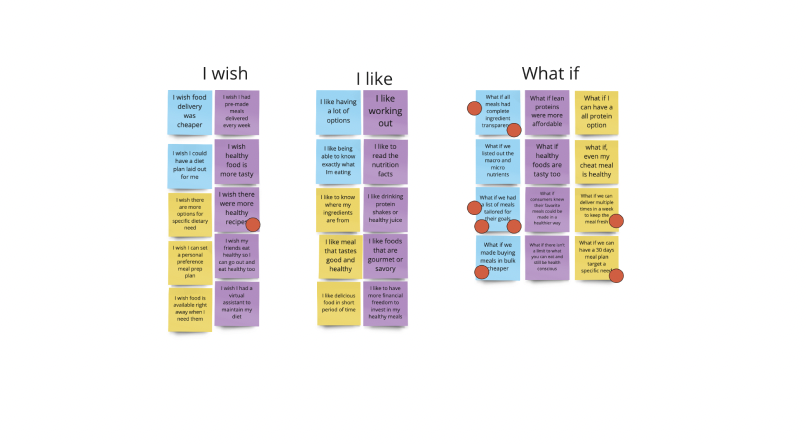 I wish
I like
What if
I wish food
delivery
was
cheaper
I wish I had
pre-made
meals
delivered
every week
I wish I could
have a diet
plan laid out
for me
I wish
healthy
food is
more tasty
I wish there
are more
options for
specific dietary
need
I wish there
were more
healthy
recipes
I wish I can set
a personal
preference
meal prep
plan
I wish my
friends eat
healthy so i
can go out and
eat healthy too
I wish food is
available right
away when i
need them
I wish I had a
virtual
assistant to
maintain my
diet
I like having
a lot of
options
I like
working
out
I like being
able to know
exactly what
Im eating
I like to
read the
nutrition
facts
I like to know
where my
ingredients
are from
I like drinking
protein
shakes or
healthy juice
I like meal
that tastes
good and
healthy
I like foods
that are
gourmet or
savory
I like delicious
food in short
period of time
I like to have
more financial
freedom to
invest in my
healthy meals
What if all
meals had
complete
ingredient
transparency
What if lean
proteins
were more
affordable
What if I
can have a
all protein
option
What if we
listed out the
macro and
micro
nutrients
What if
healthy
foods are
tasty too
what if,
even my
cheat meal
is healthy
What if we had
a list of meals
tailored for
their goals
What if
consumers knew
their favorite
meals could be
made in a
healthier way
What if we can
deliver multiple
times in a week
to keep the
meal fresh
What if we
made buying
meals in bulk
cheaper
What if there isn't
a limit to what
you can eat and
still be health
conscious
What if we can
have a 30 days
meal plan
target a
specific need